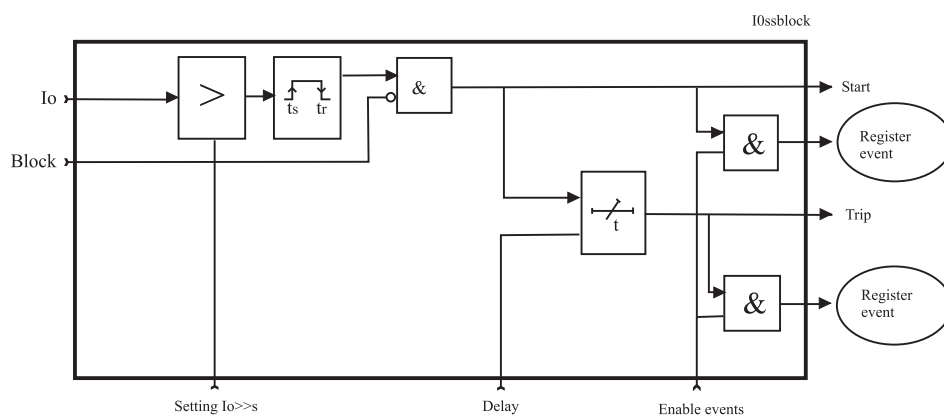 I0ssblock
Io
>
ts tr
&
Start
Block
&
Register
event
t
Trip
&
Register
event
Setting Io>>s
Delay
Enable events